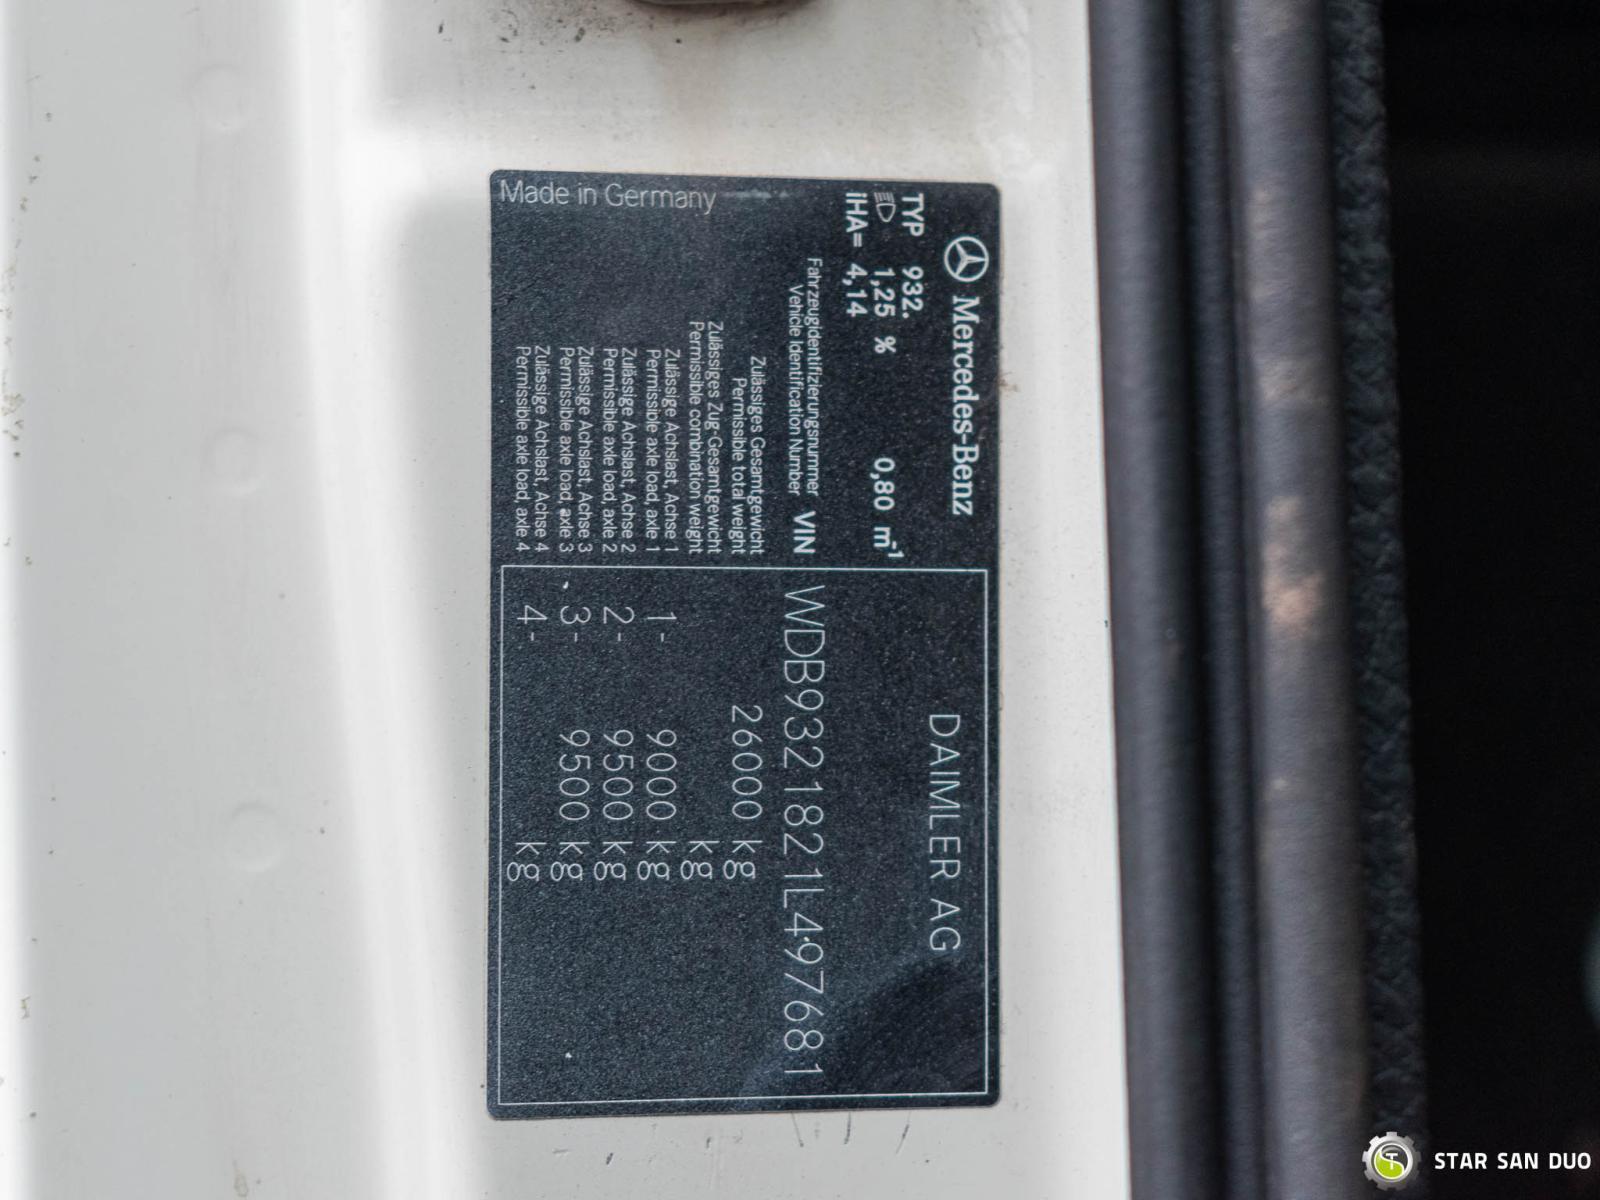 Mercedes-Benz
DAIMLER AG
TYP 932.
1,25 % 0,80 m-1
iHA= 4,14
Fahrzeugidentifizierungsnummer
Vehicle Identification Number VIN WDB9321821L497681
Zulässiges Gesamtgewicht
Permissible total weight 26000 kg
Zulässiges Zug-Gesamtgewicht
Permissible combination weight kg
Zulässige Achslast, Achse 1
Permissible axle load, axle 1 1- 9000 kg
Zulässige Achslast, Achse 2
Permissible axle load, axle 2 2- 9500 kg
Zulässige Achslast, Achse 3
Permissible axle load, axle 3 3- 9500 kg
Zulässige Achslast, Achse 4
Permissible axle load, axle 4 4- kg
Made in Germany
STAR SAN DUO